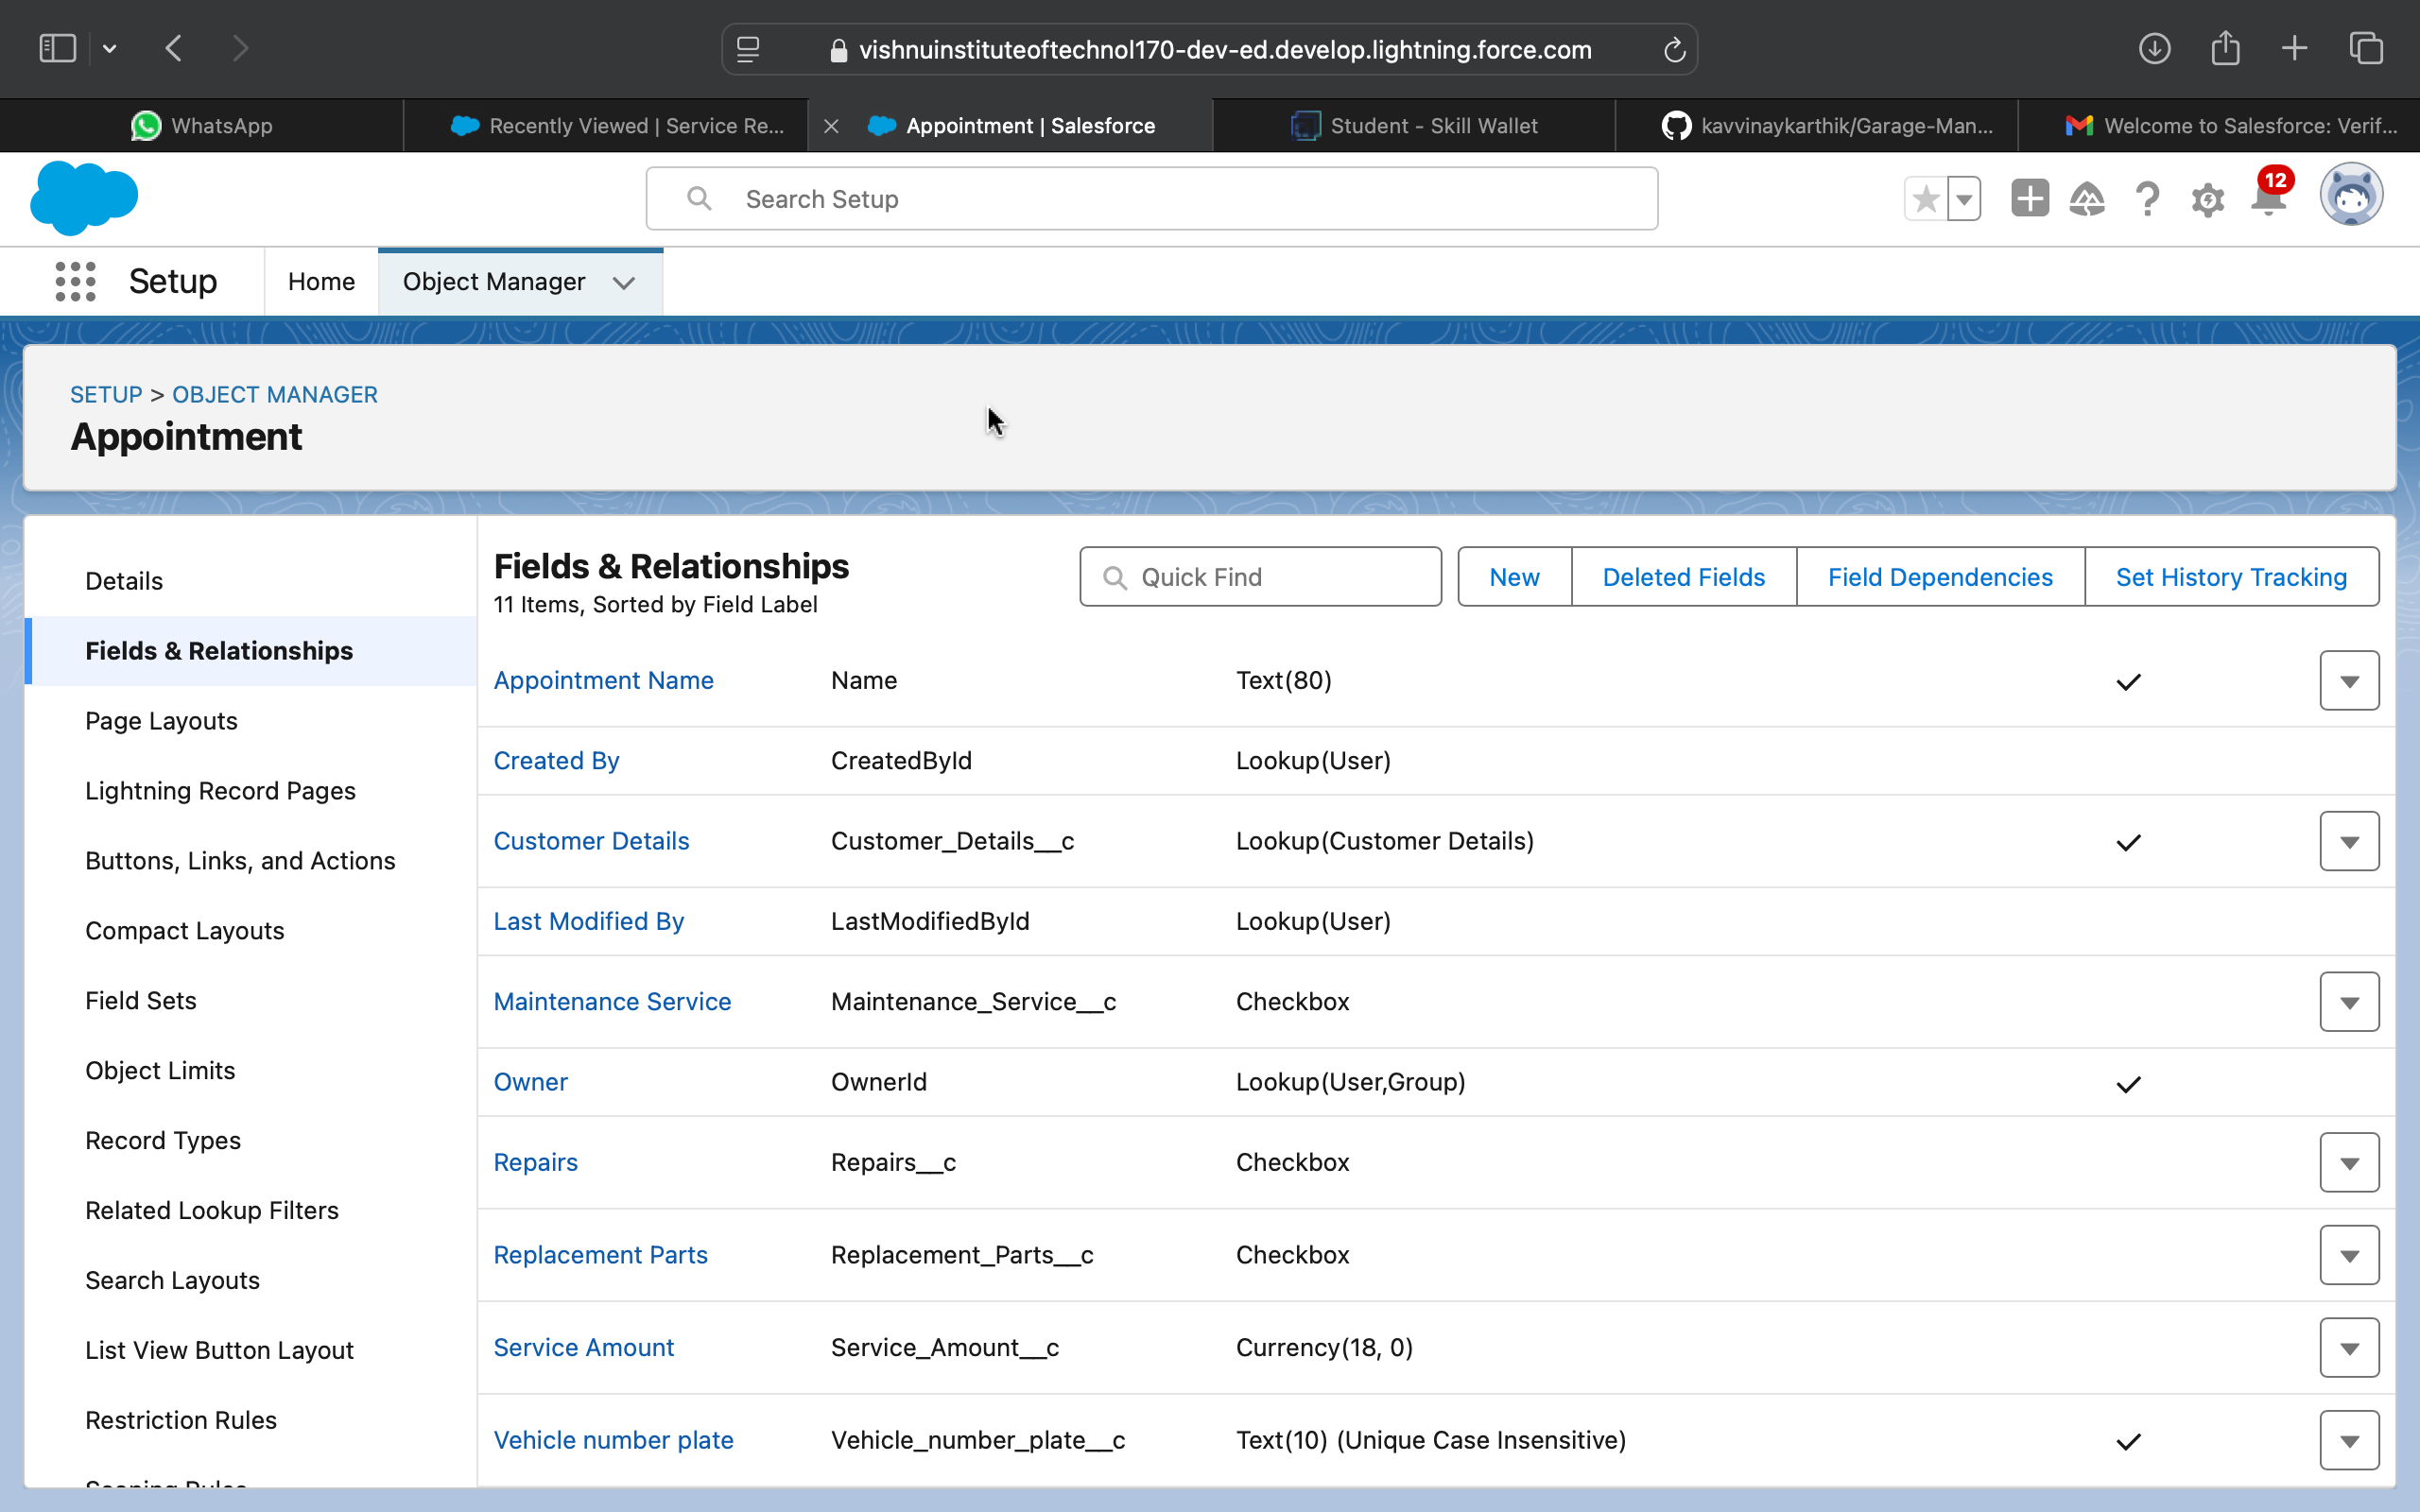 vishnuinstituteoftechnol170-dev-ed.develop.lightning.force.com
WhatsApp
Recently Viewed | Service Re...
Appointment | Salesforce
Student - Skill Wallet
kavvinaykarthik/Garage-Man...
Welcome to Salesforce: Verif...
Search Setup
12
Setup
Home
Object Manager
SETUP > OBJECT MANAGER
Appointment
Details
Fields & Relationships
Page Layouts
Lightning Record Pages
Buttons, Links, and Actions
Compact Layouts
Field Sets
Object Limits
Record Types
Related Lookup Filters
Search Layouts
List View Button Layout
Restriction Rules
Scoping Rules
Fields & Relationships
11 Items, Sorted by Field Label
Quick Find
New
Deleted Fields
Field Dependencies
Set History Tracking
Appointment Name Name Text(80)
Created By CreatedById Lookup(User)
Customer Details Customer_Details__c Lookup(Customer Details)
Last Modified By LastModifiedById Lookup(User)
Maintenance Service Maintenance_Service__c Checkbox
Owner OwnerId Lookup(User,Group)
Repairs Repairs__c Checkbox
Replacement Parts Replacement_Parts__c Checkbox
Service Amount Service_Amount__c Currency(18, 0)
Vehicle number plate Vehicle_number_plate__c Text(10) (Unique Case Insensitive)